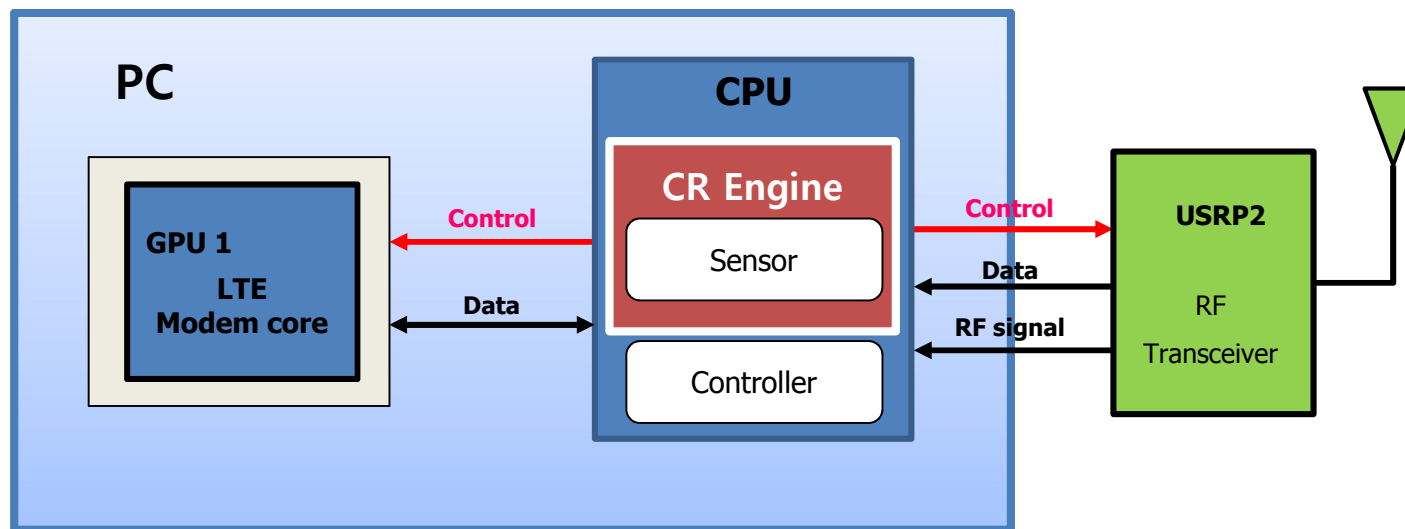 PC
GPU 1
LTE
Modem core
Control
Data
CPU
CR Engine
Sensor
Controller
Control
Data
RF signal
USRP2
RF
Transceiver